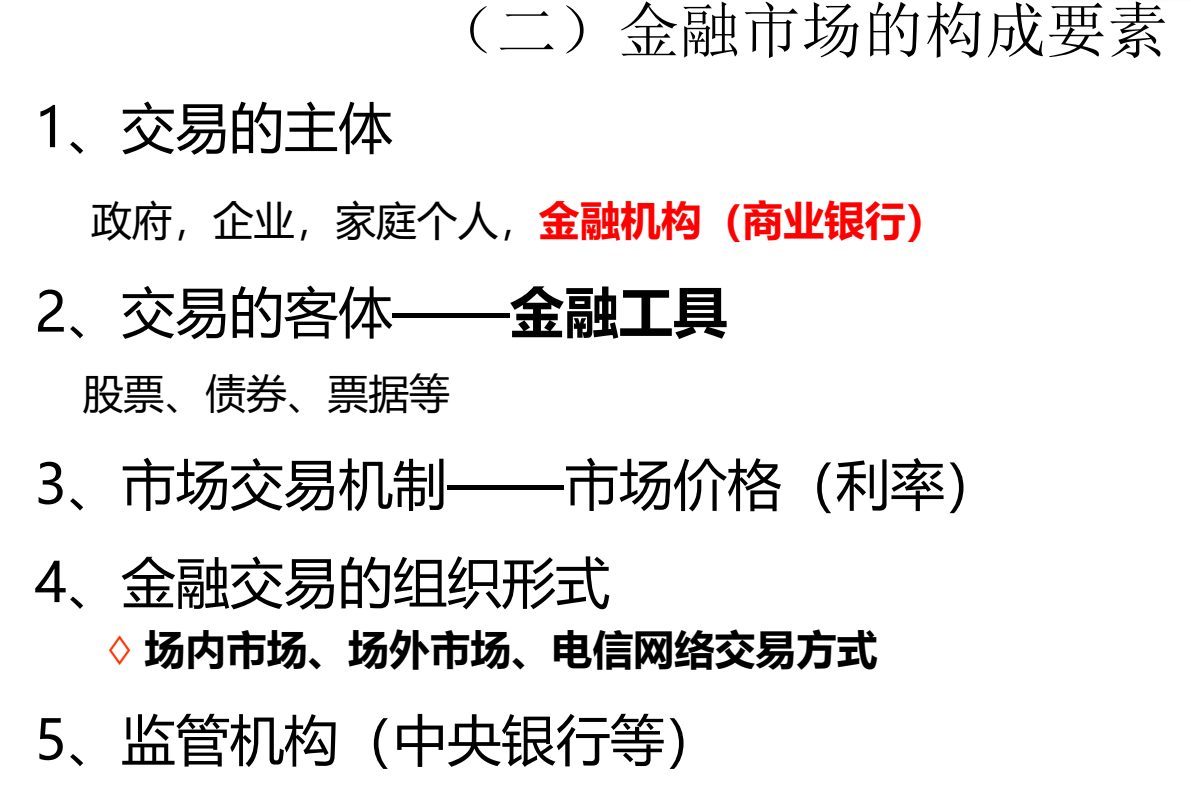 （二）金融市场的构成要素
1、交易的主体
政府，企业，家庭个人，金融机构（商业银行）
2、交易的客体——金融工具
股票、债券、票据等
3、市场交易机制——市场价格（利率）
4、金融交易的组织形式
◇ 场内市场、场外市场、电信网络交易方式
5、监管机构（中央银行等）